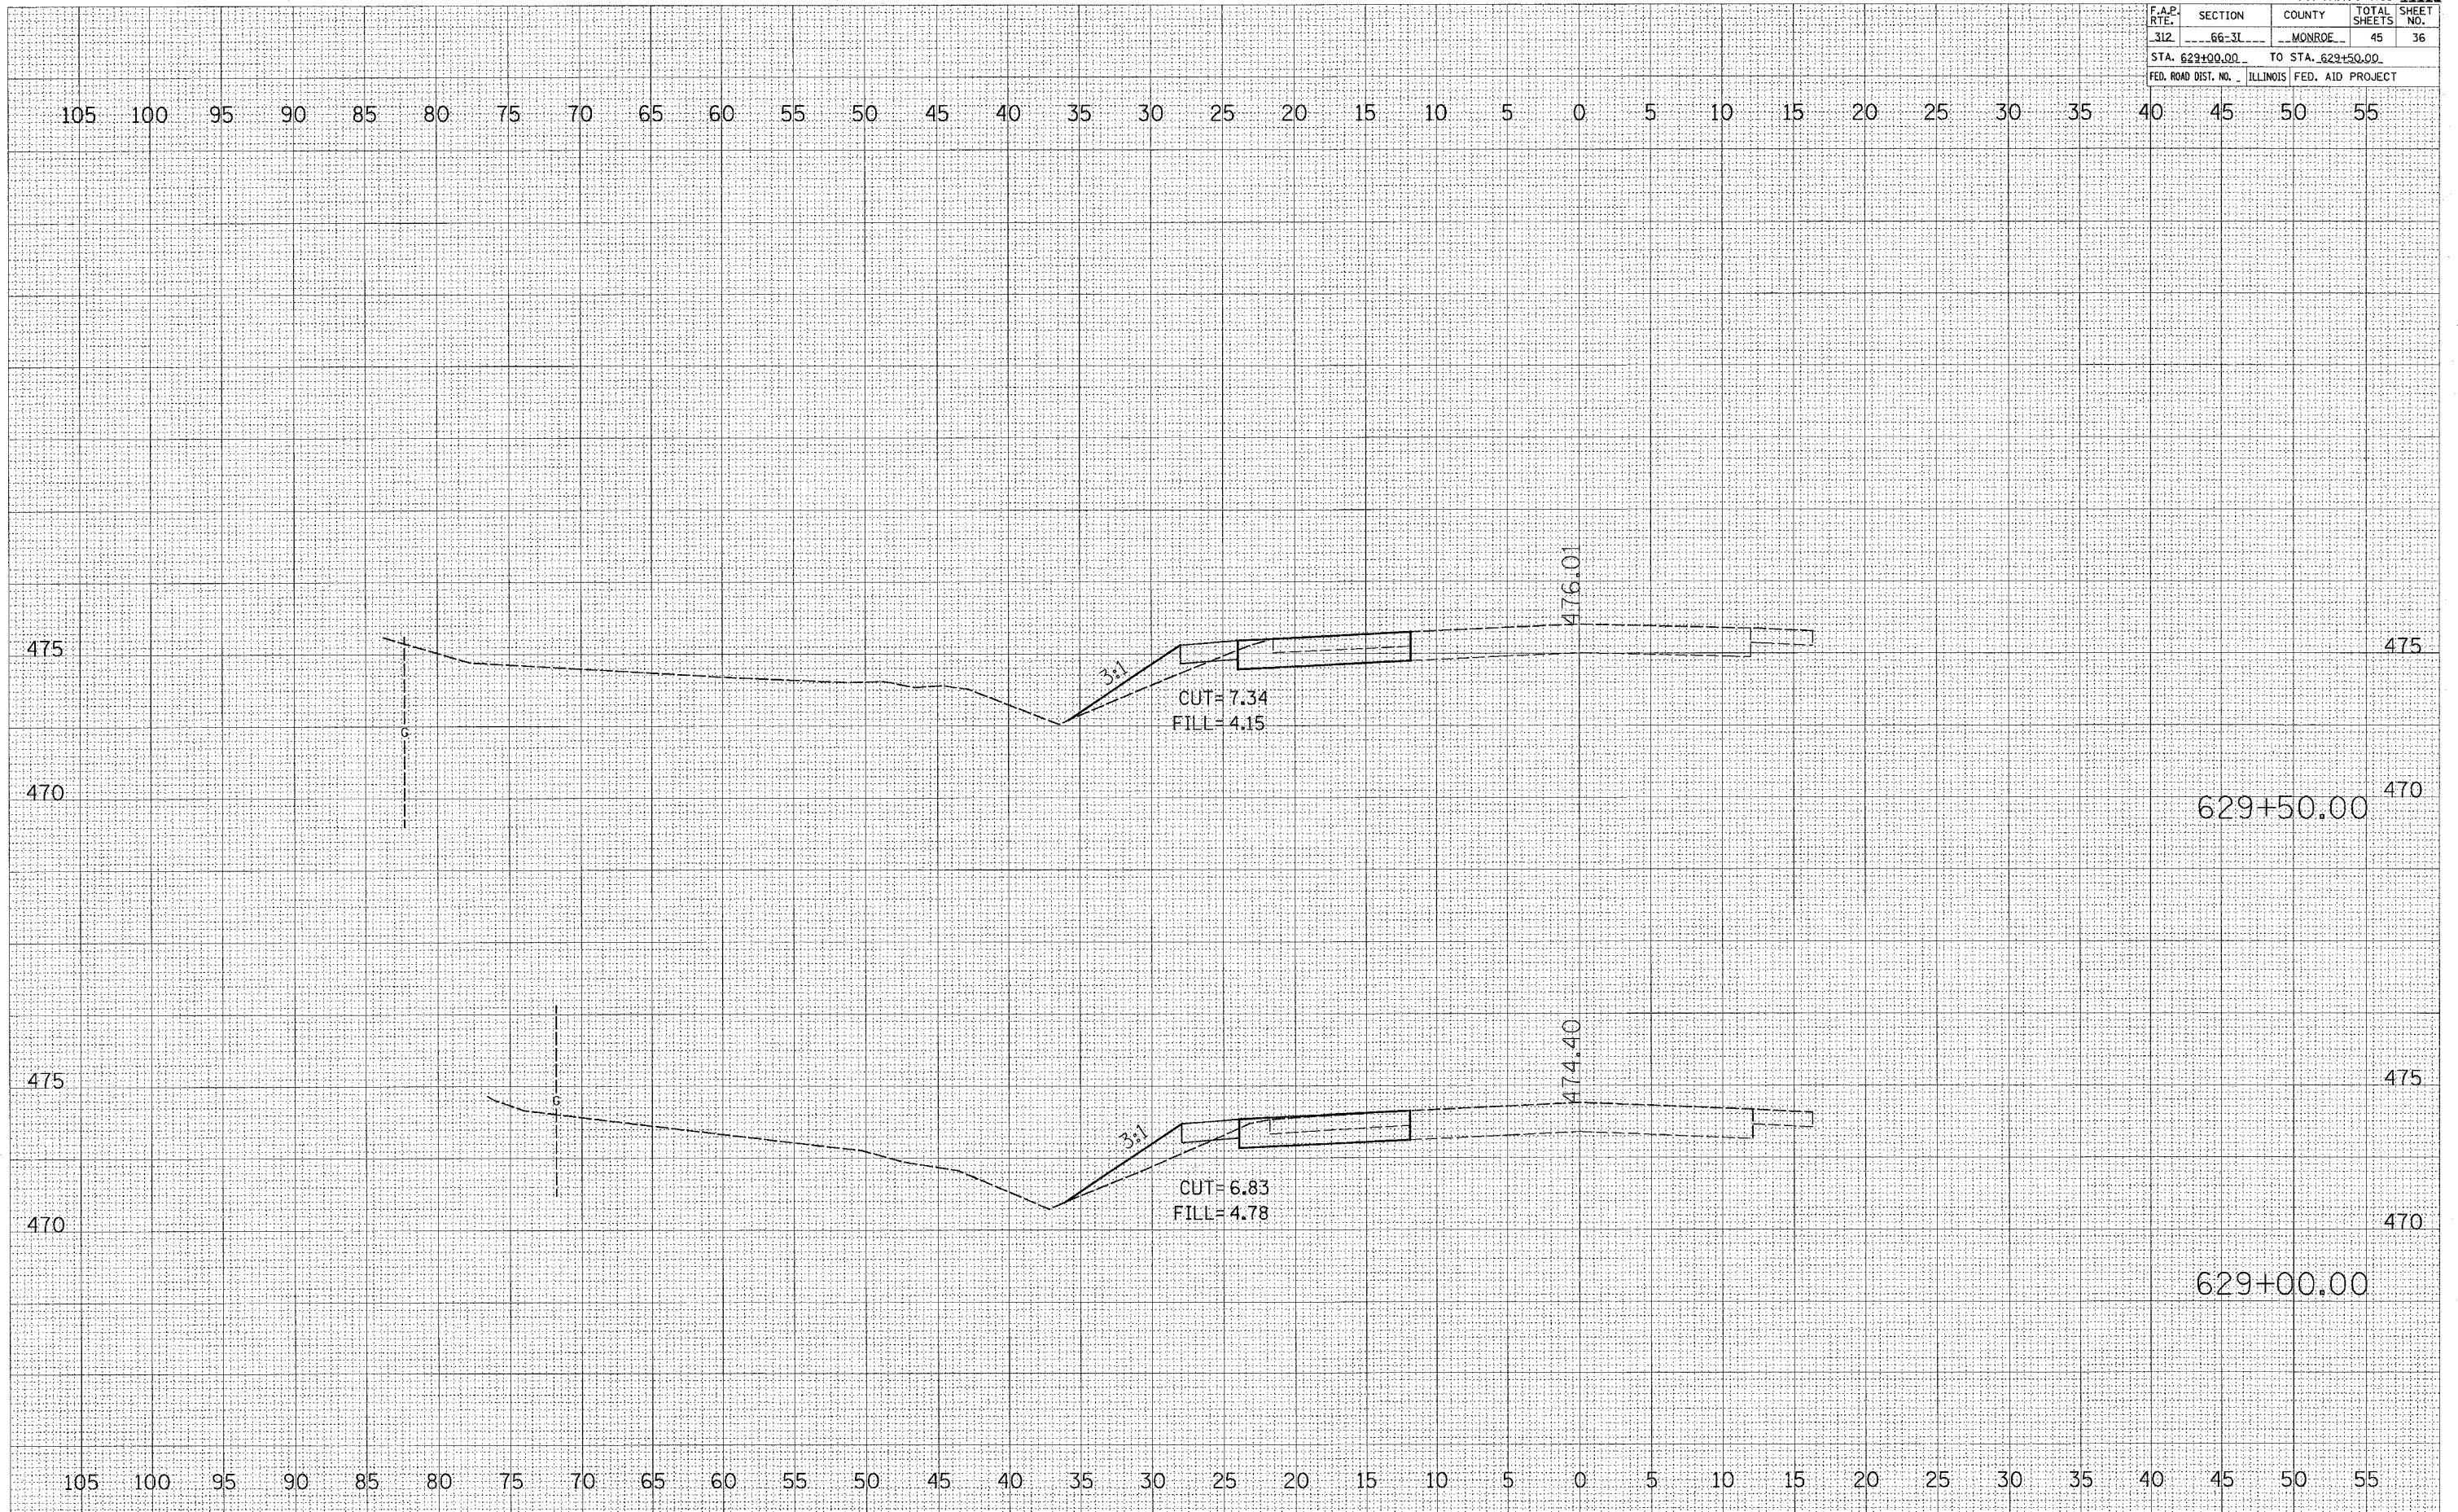 F.A.P. RTE. SECTION COUNTY TOTAL SHEETS SHEET NO.
312 66-3I MONROE 45 36
STA. 629+00.00 TO STA. 629+50.00
FED. ROAD DIST. NO. _ ILLINOIS FED. AID PROJECT
105 100 95 90 85 80 75 70 65 60 55 50 45 40 35 30 25 20 15 10 5 0 5 10 15 20 25 30 35 40 45 50 55
476.01
475 475
3:1
CUT= 7.34
FILL= 4.15
G
470 470
629+50.00
474.40
475 475
G
3:1
CUT= 6.83
FILL= 4.78
470 470
629+00.00
105 100 95 90 85 80 75 70 65 60 55 50 45 40 35 30 25 20 15 10 5 0 5 10 15 20 25 30 35 40 45 50 55